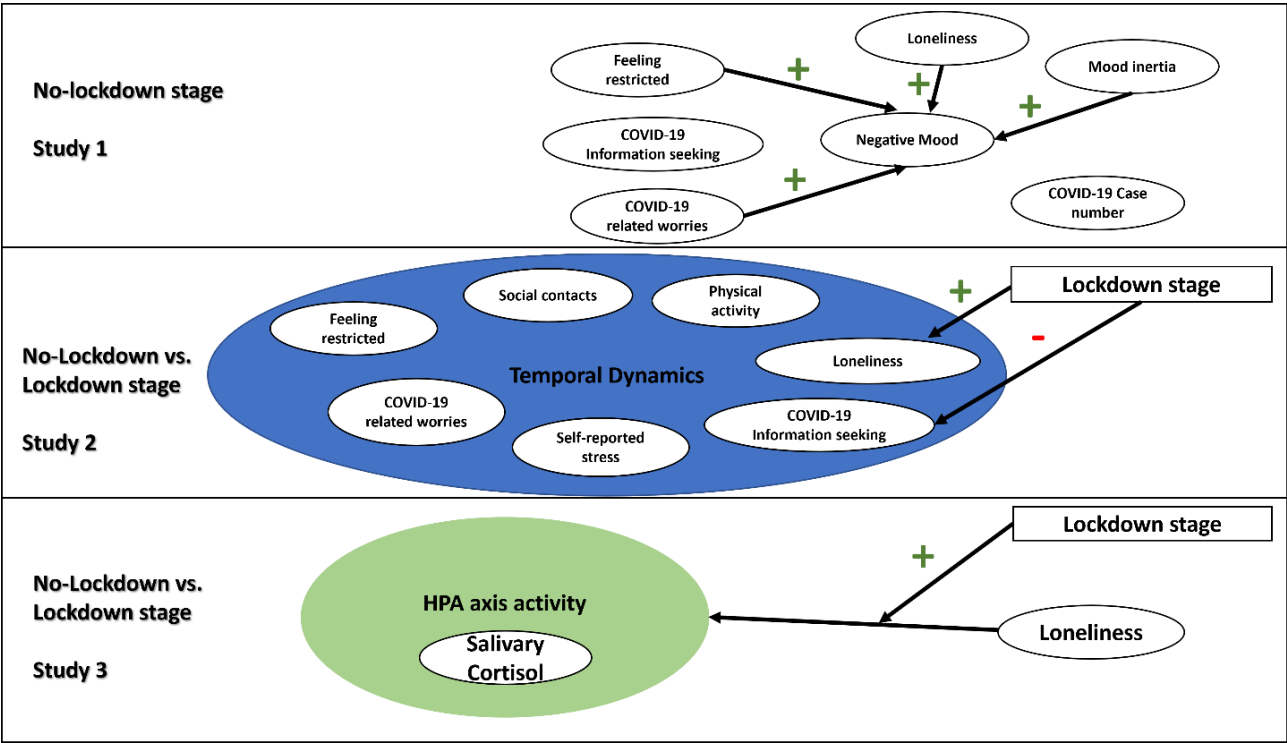 No-lockdown stage
Study 1
Feeling
restricted
Loneliness
Mood inertia
COVID-19
Information seeking
Negative Mood
COVID-19
related worries
COVID-19 Case
number
+
+
+
+
No-Lockdown vs.
Lockdown stage
Study 2
Social contacts
Physical
activity
Feeling
restricted
Loneliness
Temporal Dynamics
COVID-19
related worries
Self-reported
stress
COVID-19
Information seeking
Lockdown stage
+
-
No-Lockdown vs.
Lockdown stage
Study 3
HPA axis activity
Salivary
Cortisol
Lockdown stage
+
Loneliness